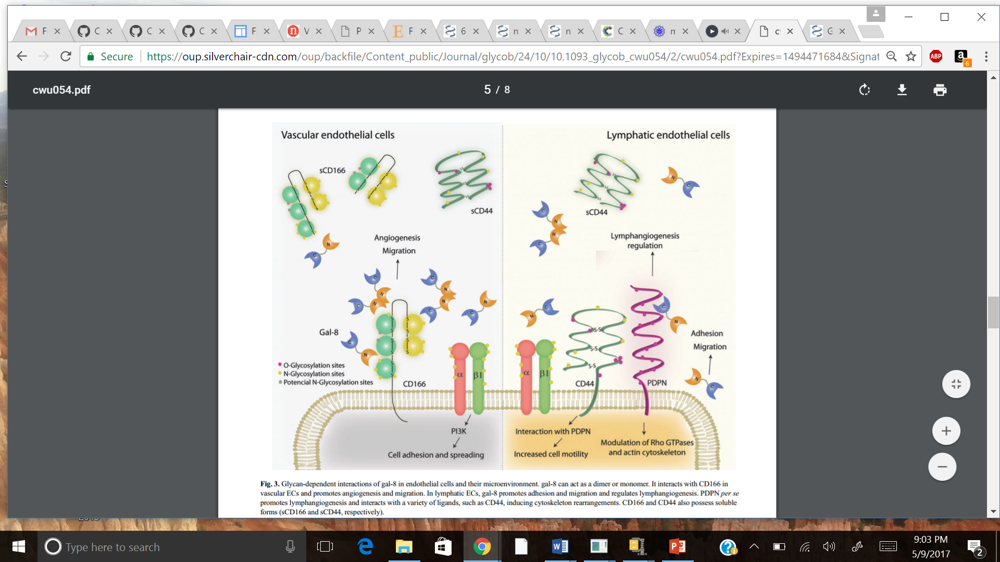 F
C
C
C
F
V
P
F
6
n
n
C
n
c
G
Secure
https://oup.silverchair-cdn.com/oup/backfile/Content_public/Journal/glycob/24/10/10.1093_glycob_cwu054/2/cwu054.pdf?Expires=1494471684&Signat
ABP
6
cwu054.pdf
5 / 8
Vascular endothelial cells
Lymphatic endothelial cells
sCD166
sCD44
sCD44
Angiogenesis
Migration
Lymphangiogenesis
regulation
Gal-8
Adhesion
Migration
O-Glycosylation sites
N-Glycosylation sites
Potencial N-Glycosylation sites
CD166
α
β1
α
β1
CD44
PDPN
S-S
S-S
S-S
PI3K
Cell adhesion and spreading
Interaction with PDPN
Increased cell motility
Modulation of Rho GTPases
and actin cytoskeleton
Fig. 3. Glycan-dependent interactions of gal-8 in endothelial cells and their microenvironment. gal-8 can act as a dimer or monomer. It interacts with CD166 in
vascular ECs and promotes angiogenesis and migration. In lymphatic ECs, gal-8 promotes adhesion and migration and regulates lymphangiogenesis. PDPN per se
promotes lymphangiogenesis and interacts with a variety of ligands, such as CD44, inducing cytoskeleton rearrangements. CD166 and CD44 also possess soluble
forms (sCD166 and sCD44, respectively).
Type here to search
9:03 PM
5/9/2017
2